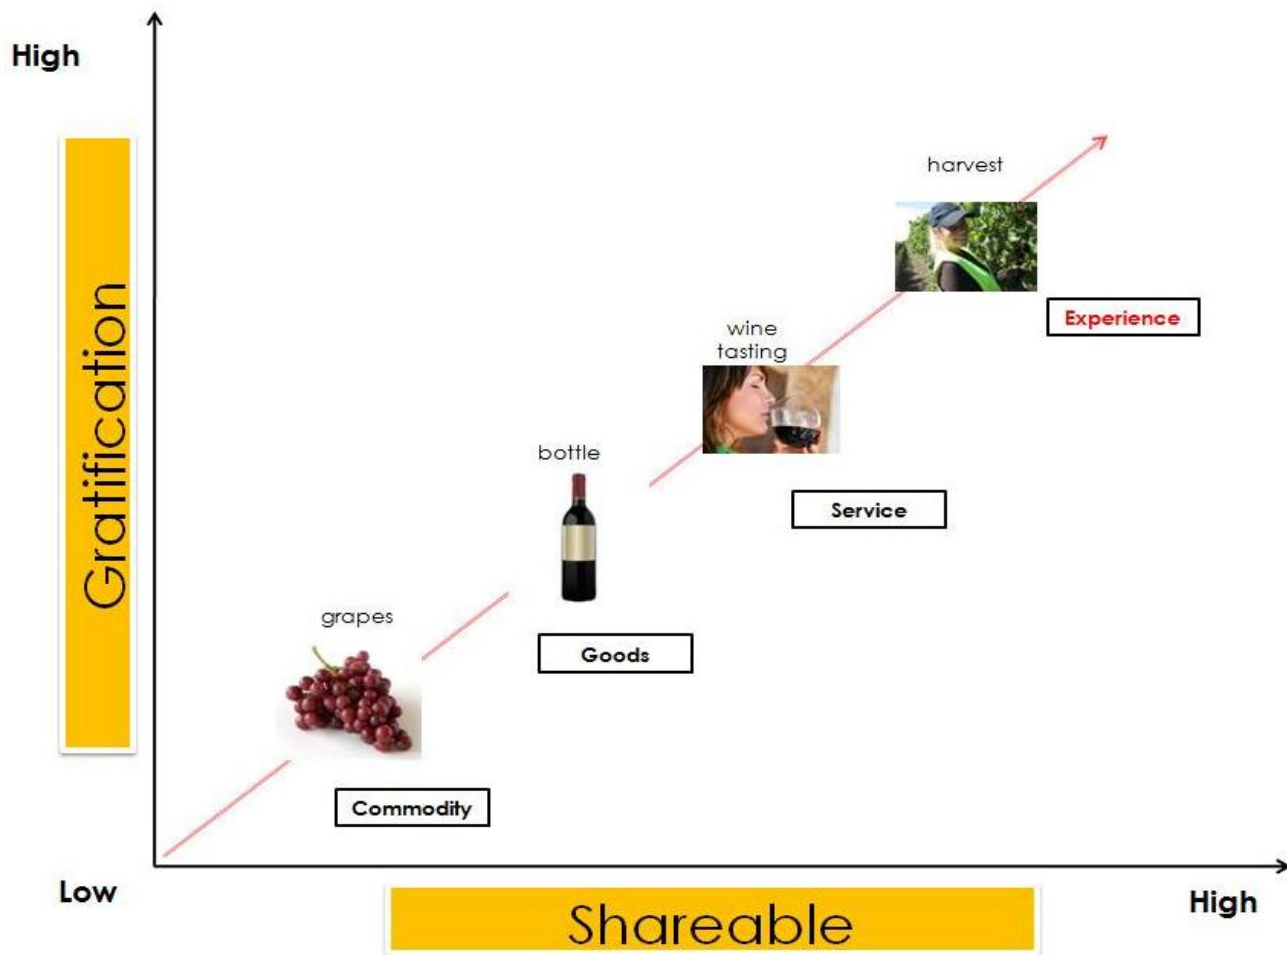 High
harvest
Experience
wine
tasting
bottle
Service
Gratification
grapes
Goods
Commodity
Low
High
Shareable